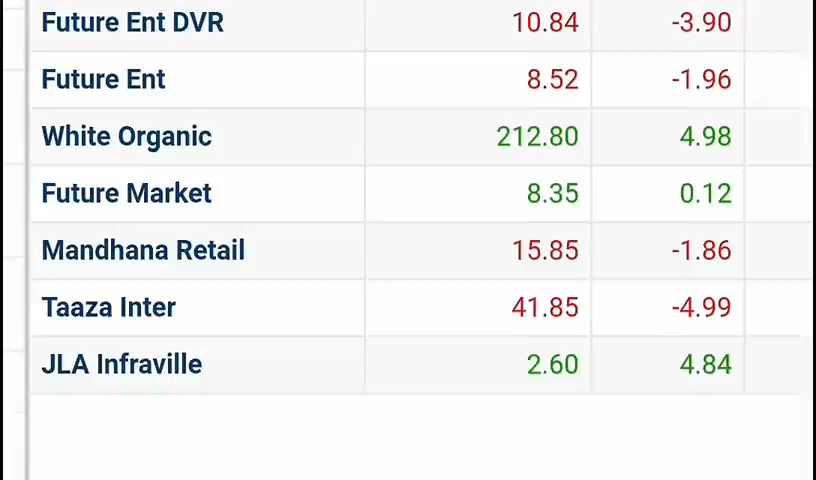 Future Ent DVR 10.84 -3.90
Future Ent 8.52 -1.96
White Organic 212.80 4.98
Future Market 8.35 0.12
Mandhana Retail 15.85 -1.86
Taaza Inter 41.85 -4.99
JLA Infraville 2.60 4.84